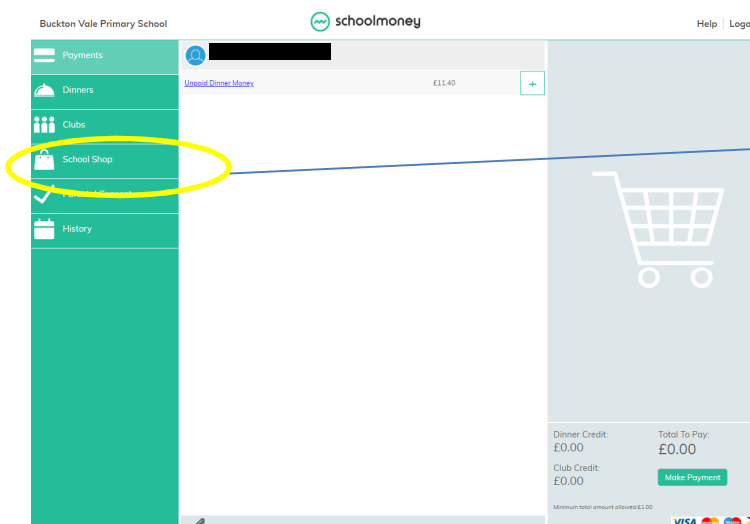 Buckton Vale Primary School
schoolmoney
Help
Payments
Dinners
Unpaid Dinner Money £11.40 +
Clubs
School Shop
Parental Consent
History
Dinner Credit: Total To Pay:
£0.00 £0.00
Club Credit:
£0.00
Make Payment
Minimum total amount allowed £1.00
VISA